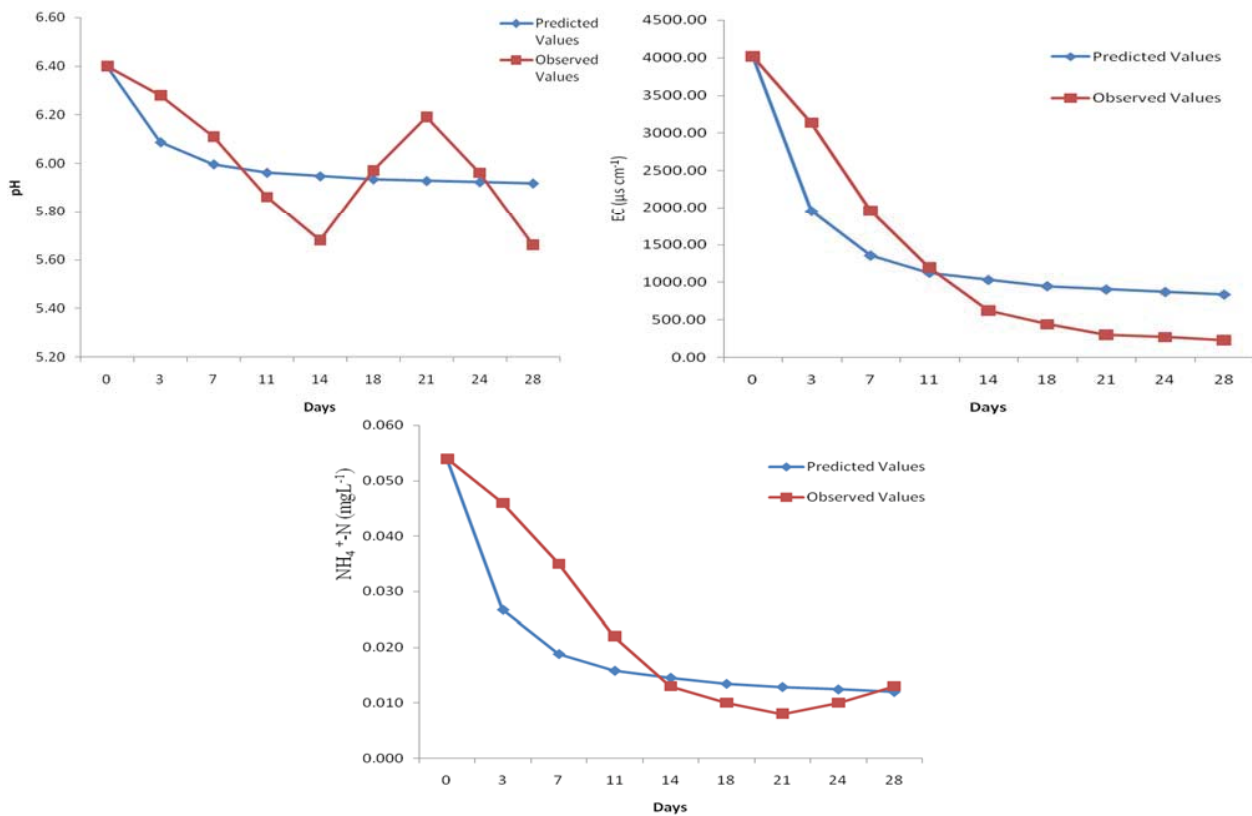 6.60
6.40
6.20
6.00
5.80
5.60
5.40
5.20
pH
0 3 7 11 14 18 21 24 28
Days
Predicted
Values
Observed
Values
4500.00
4000.00
3500.00
3000.00
2500.00
2000.00
1500.00
1000.00
500.00
0.00
EC (µs cm⁻¹)
0 3 7 11 14 18 21 24 28
Days
Predicted Values
Observed Values
0.060
0.050
0.040
0.030
0.020
0.010
0.000
NH₄⁺-N (mgL⁻¹)
0 3 7 11 14 18 21 24 28
Days
Predicted Values
Observed Values